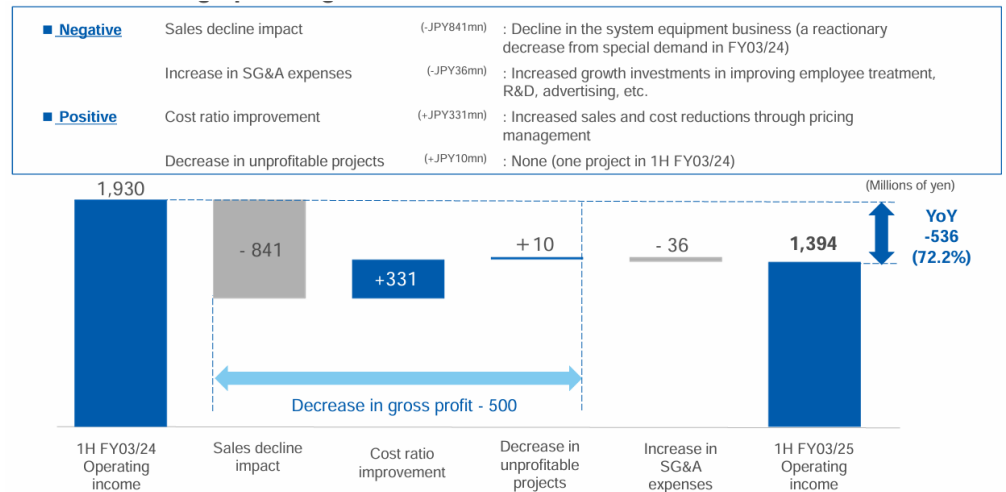 ■ Negative Sales decline impact (-JPY841mn) : Decline in the system equipment business (a reactionary
decrease from special demand in FY03/24)
Increase in SG&A expenses (-JPY36mn) : Increased growth investments in improving employee treatment,
R&D, advertising, etc.
■ Positive Cost ratio improvement (+JPY331mn) : Increased sales and cost reductions through pricing
management
Decrease in unprofitable projects (+JPY10mn) : None (one project in 1H FY03/24)
(Millions of yen)
1,930
- 841
+331
+10
- 36
1,394
YoY
-536
(72.2%)
Decrease in gross profit - 500
1H FY03/24
Operating
income
Sales decline
impact
Cost ratio
improvement
Decrease in
unprofitable
projects
Increase in
SG&A
expenses
1H FY03/25
Operating
income